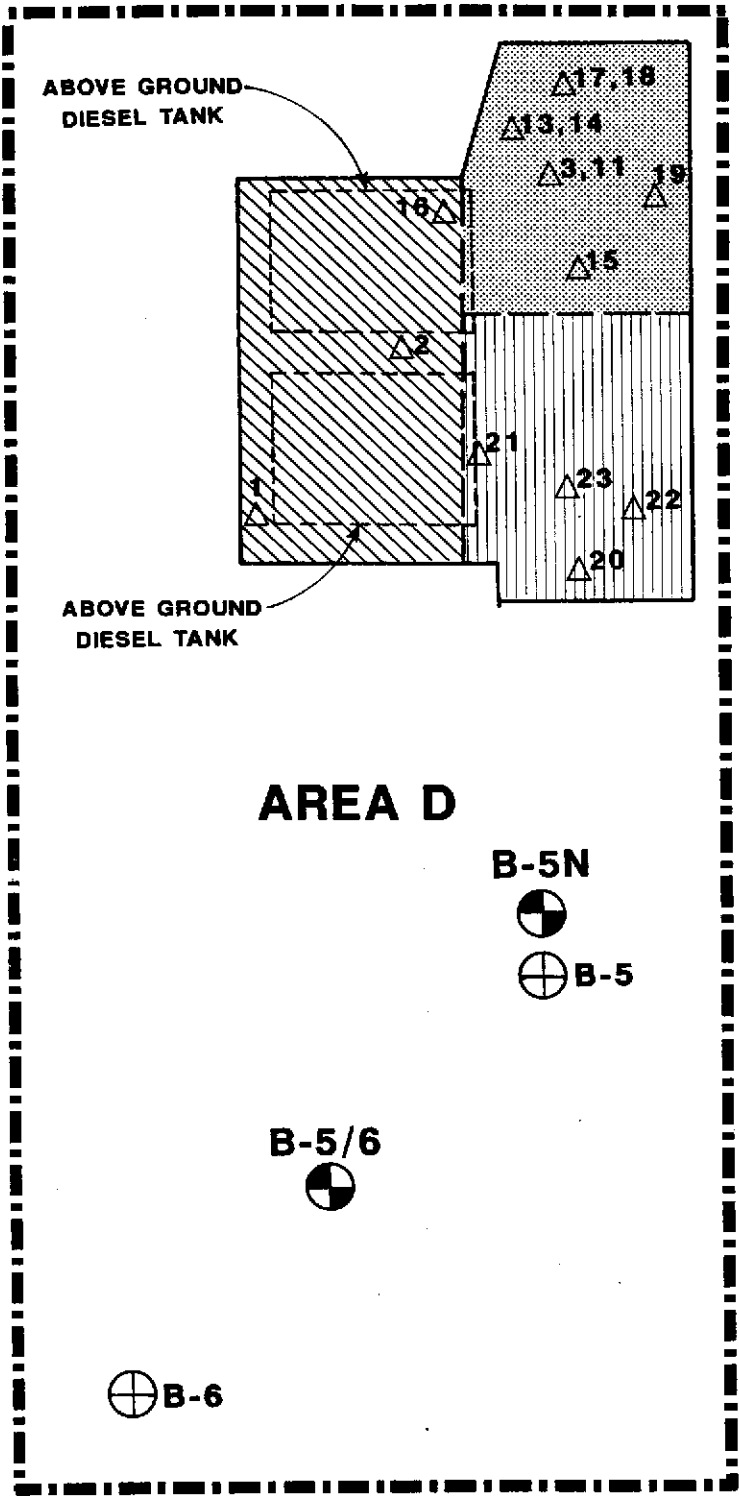 ABOVE GROUND
DIESEL TANK
17,18
13,14
3,11
19
16
15
2
21
1
23
22
20
ABOVE GROUND
DIESEL TANK
AREA D
B-5N
B-5
B-5/6
B-6